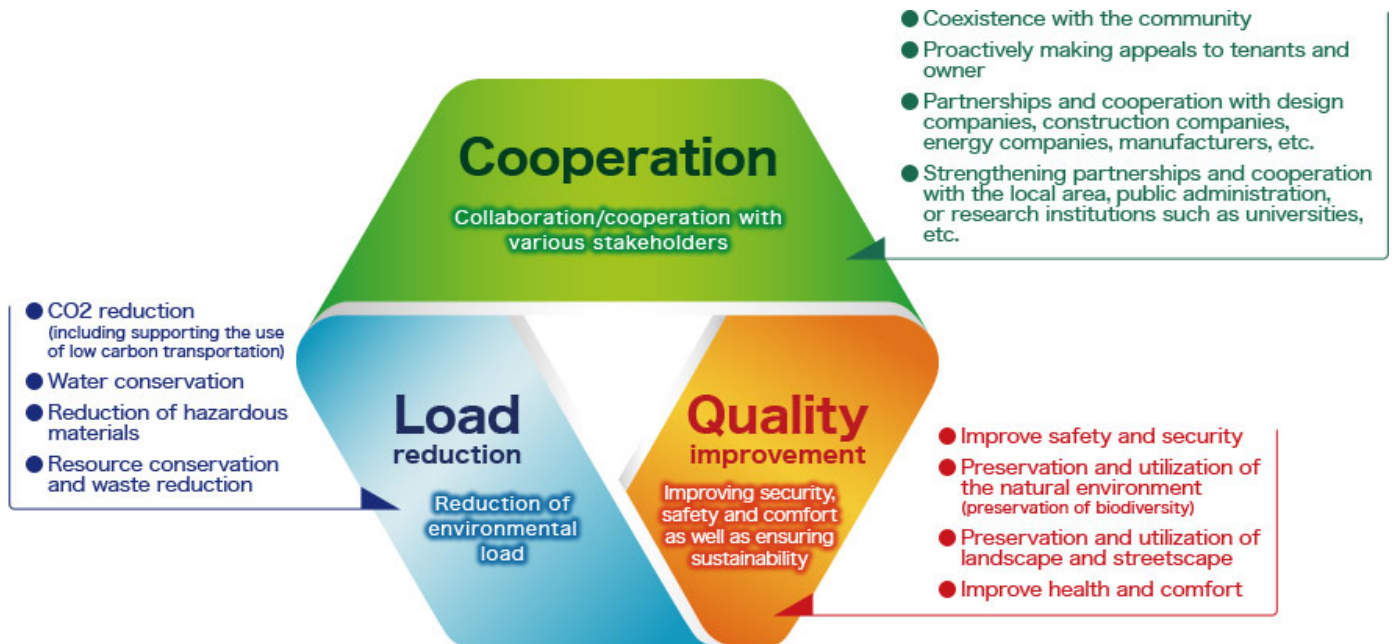 ● Coexistence with the community
● Proactively making appeals to tenants and
owner
● Partnerships and cooperation with design
companies, construction companies,
energy companies, manufacturers, etc.
● Strengthening partnerships and cooperation
with the local area, public administration,
or research institutions such as universities,
etc.
Cooperation
Collaboration/cooperation with
various stakeholders
● CO2 reduction
(including supporting the use
of low carbon transportation)
● Water conservation
● Reduction of hazardous
materials
● Resource conservation
and waste reduction
Load
reduction
Reduction of
environmental
load
Quality
improvement
Improving security,
safety and comfort
as well as ensuring
sustainability
● Improve safety and security
● Preservation and utilization of
the natural environment
(preservation of biodiversity)
● Preservation and utilization of
landscape and streetscape
● Improve health and comfort